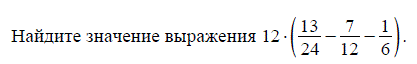 Найдите значение выражения 12 · (13/24 − 7/12 − 1/6).